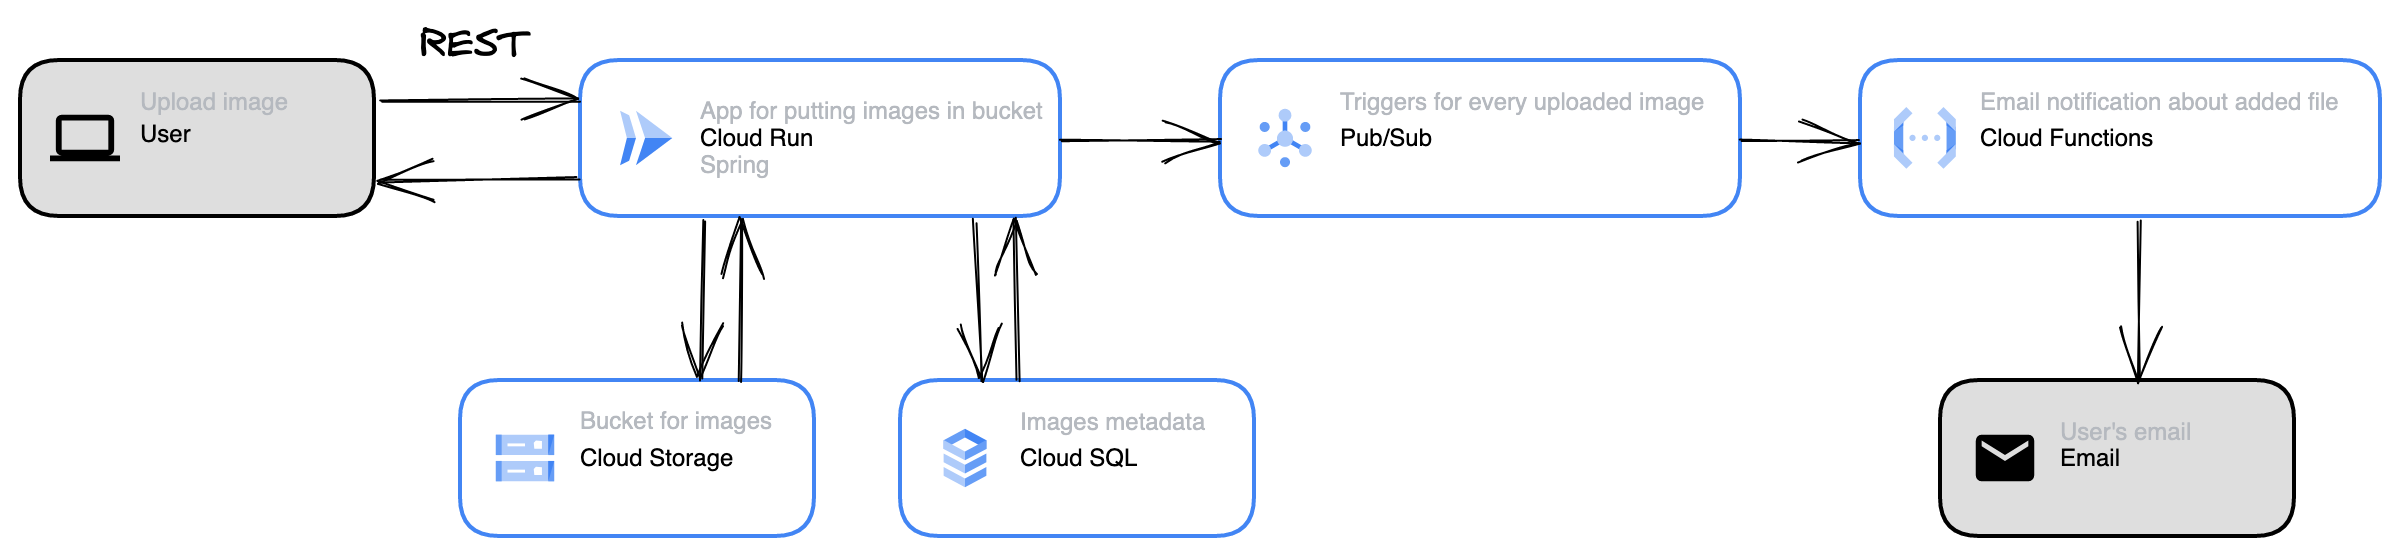 REST
Upload image
User
App for putting images in bucket
Cloud Run
Spring
Triggers for every uploaded image
Pub/Sub
Email notification about added file
Cloud Functions
Bucket for images
Cloud Storage
Images metadata
Cloud SQL
User's email
Email